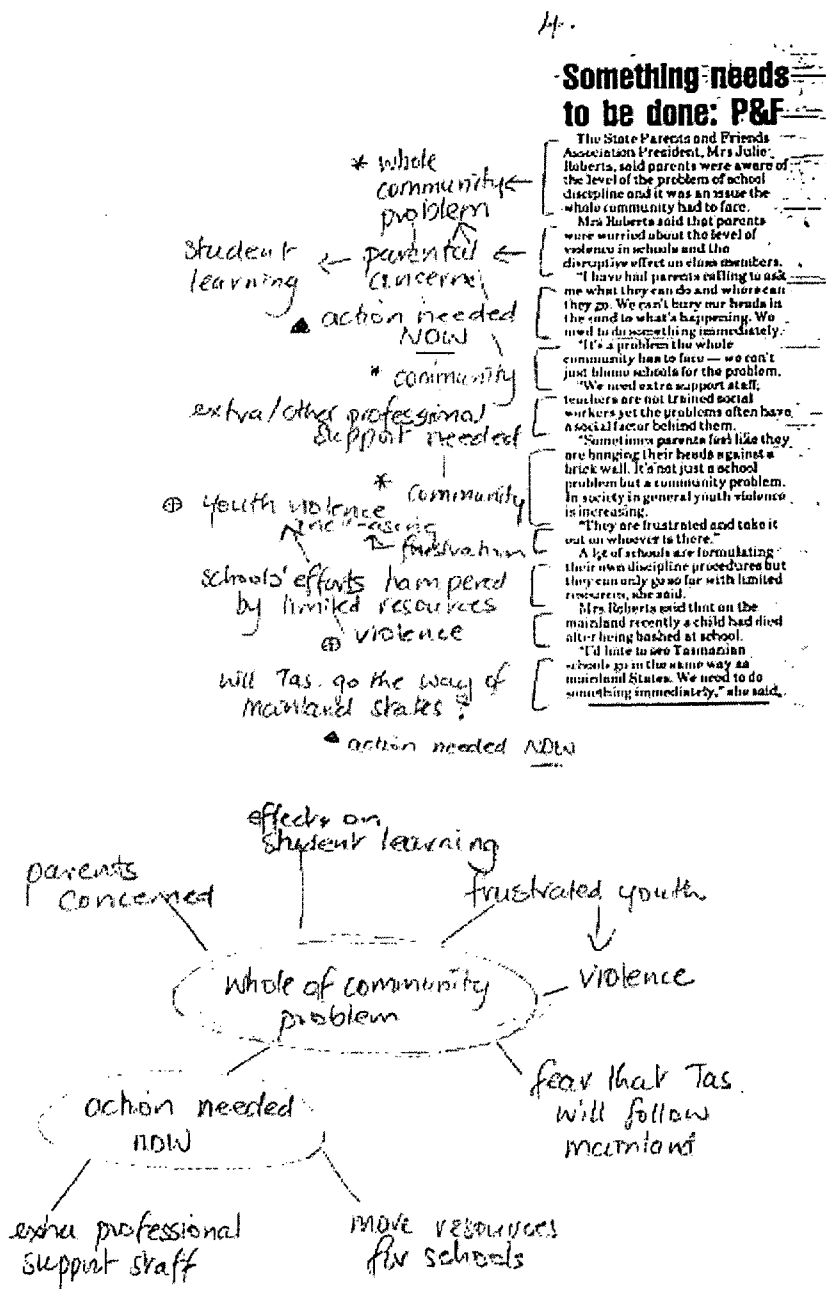 4.
Something needs
to be done: P&F
The State Parents and Friends
Association President, Mrs Julie
Roberts, said parents were aware of
the level of the problem of school
discipline and it was an issue the
whole community had to face.
Mrs Roberts said that parents
were worried about the level of
violence in schools and the
disruptive effect on class members.
"I have had parents calling to ask
me what they can do and where can
they go. We can't bury our heads in
the sand to what's happening. We
need to do something immediately.
"It's a problem the whole
community has to face — we can't
just blame schools for the problem.
"We need extra support staff;
teachers are not trained social
workers yet the problems often have
a social factor behind them.
"Sometimes parents feel like they
are banging their heads against a
brick wall. It's not just a school
problem but a community problem.
In society in general youth violence
is increasing.
"They are frustrated and take it
out on whoever is there."
A lot of schools are formulating
their own discipline procedures but
they can only go so far with limited
resources, she said.
Mrs Roberts said that on the
mainland recently a child had died
after being bashed at school.
"I'd hate to see Tasmanian
schools go in the same way as
mainland States. We need to do
something immediately," she said.
* whole
community
problem
student
learning
parental
concern
▲ action needed
NOW
* community
extra/other professional
support needed
* community
⊕ youth violence
increasing
frustration
schools' efforts hampered
by limited resources
⊕ violence
will Tas. go the way of
mainland states?
▲ action needed NOW
effects on
student learning
parents
concerned
frustrated youth
whole of community
problem
violence
fear that Tas.
will follow
mainland
action needed
now
extra professional
support staff
more resources
for schools